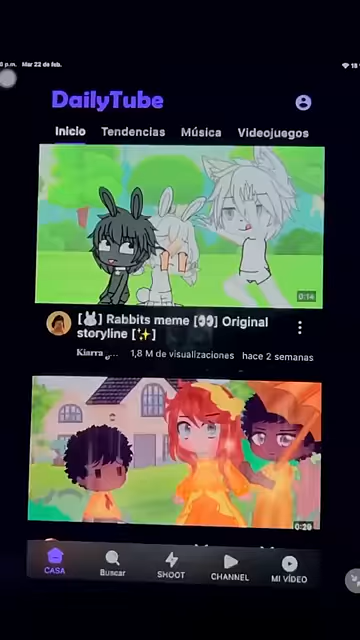 p.m. Mar 22 de feb.
18
DailyTube
Inicio Tendencias Música Videojuegos
0:14
[🐰] Rabbits meme [👀] Original
storyline [✨]
Kiarra 1,8 M de visualizaciones hace 2 semanas
0:29
CASA Buscar SHOOT CHANNEL MI VÍDEO